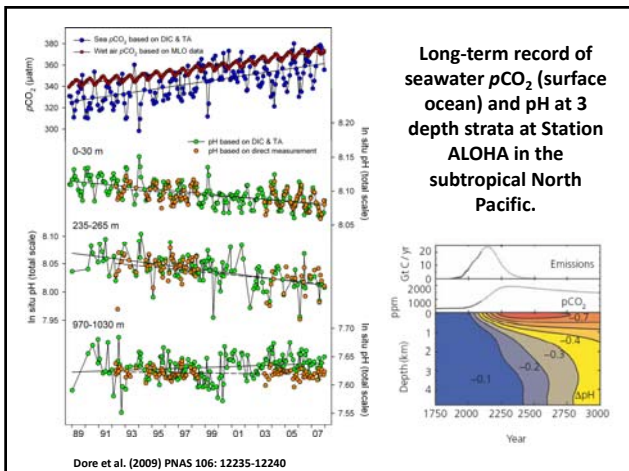 Sea pCO2 based on DIC & TA
Wet air pCO2 based on MLO data
pCO2 (µatm)
380
360
340
320
300
8.20
8.15
8.10
8.05
In situ pH (total scale)
pH based on DIC & TA
pH based on direct measurement
0-30 m
235-265 m
8.10
8.05
8.00
7.95
In situ pH (total scale)
970-1030 m
7.70
7.65
7.60
7.55
In situ pH (total scale)
89 91 93 95 97 99 01 03 05 07
Dore et al. (2009) PNAS 106: 12235-12240
Long-term record of
seawater pCO2 (surface
ocean) and pH at 3
depth strata at Station
ALOHA in the
subtropical North
Pacific.
Gt C / yr
20
10
0
Emissions
ppm
2000
1000
pCO2
Depth (km)
0
1
2
3
4
-0.7
-0.4
-0.3
-0.2
-0.1
ΔpH
1750 2000 2250 2500 2750 3000
Year